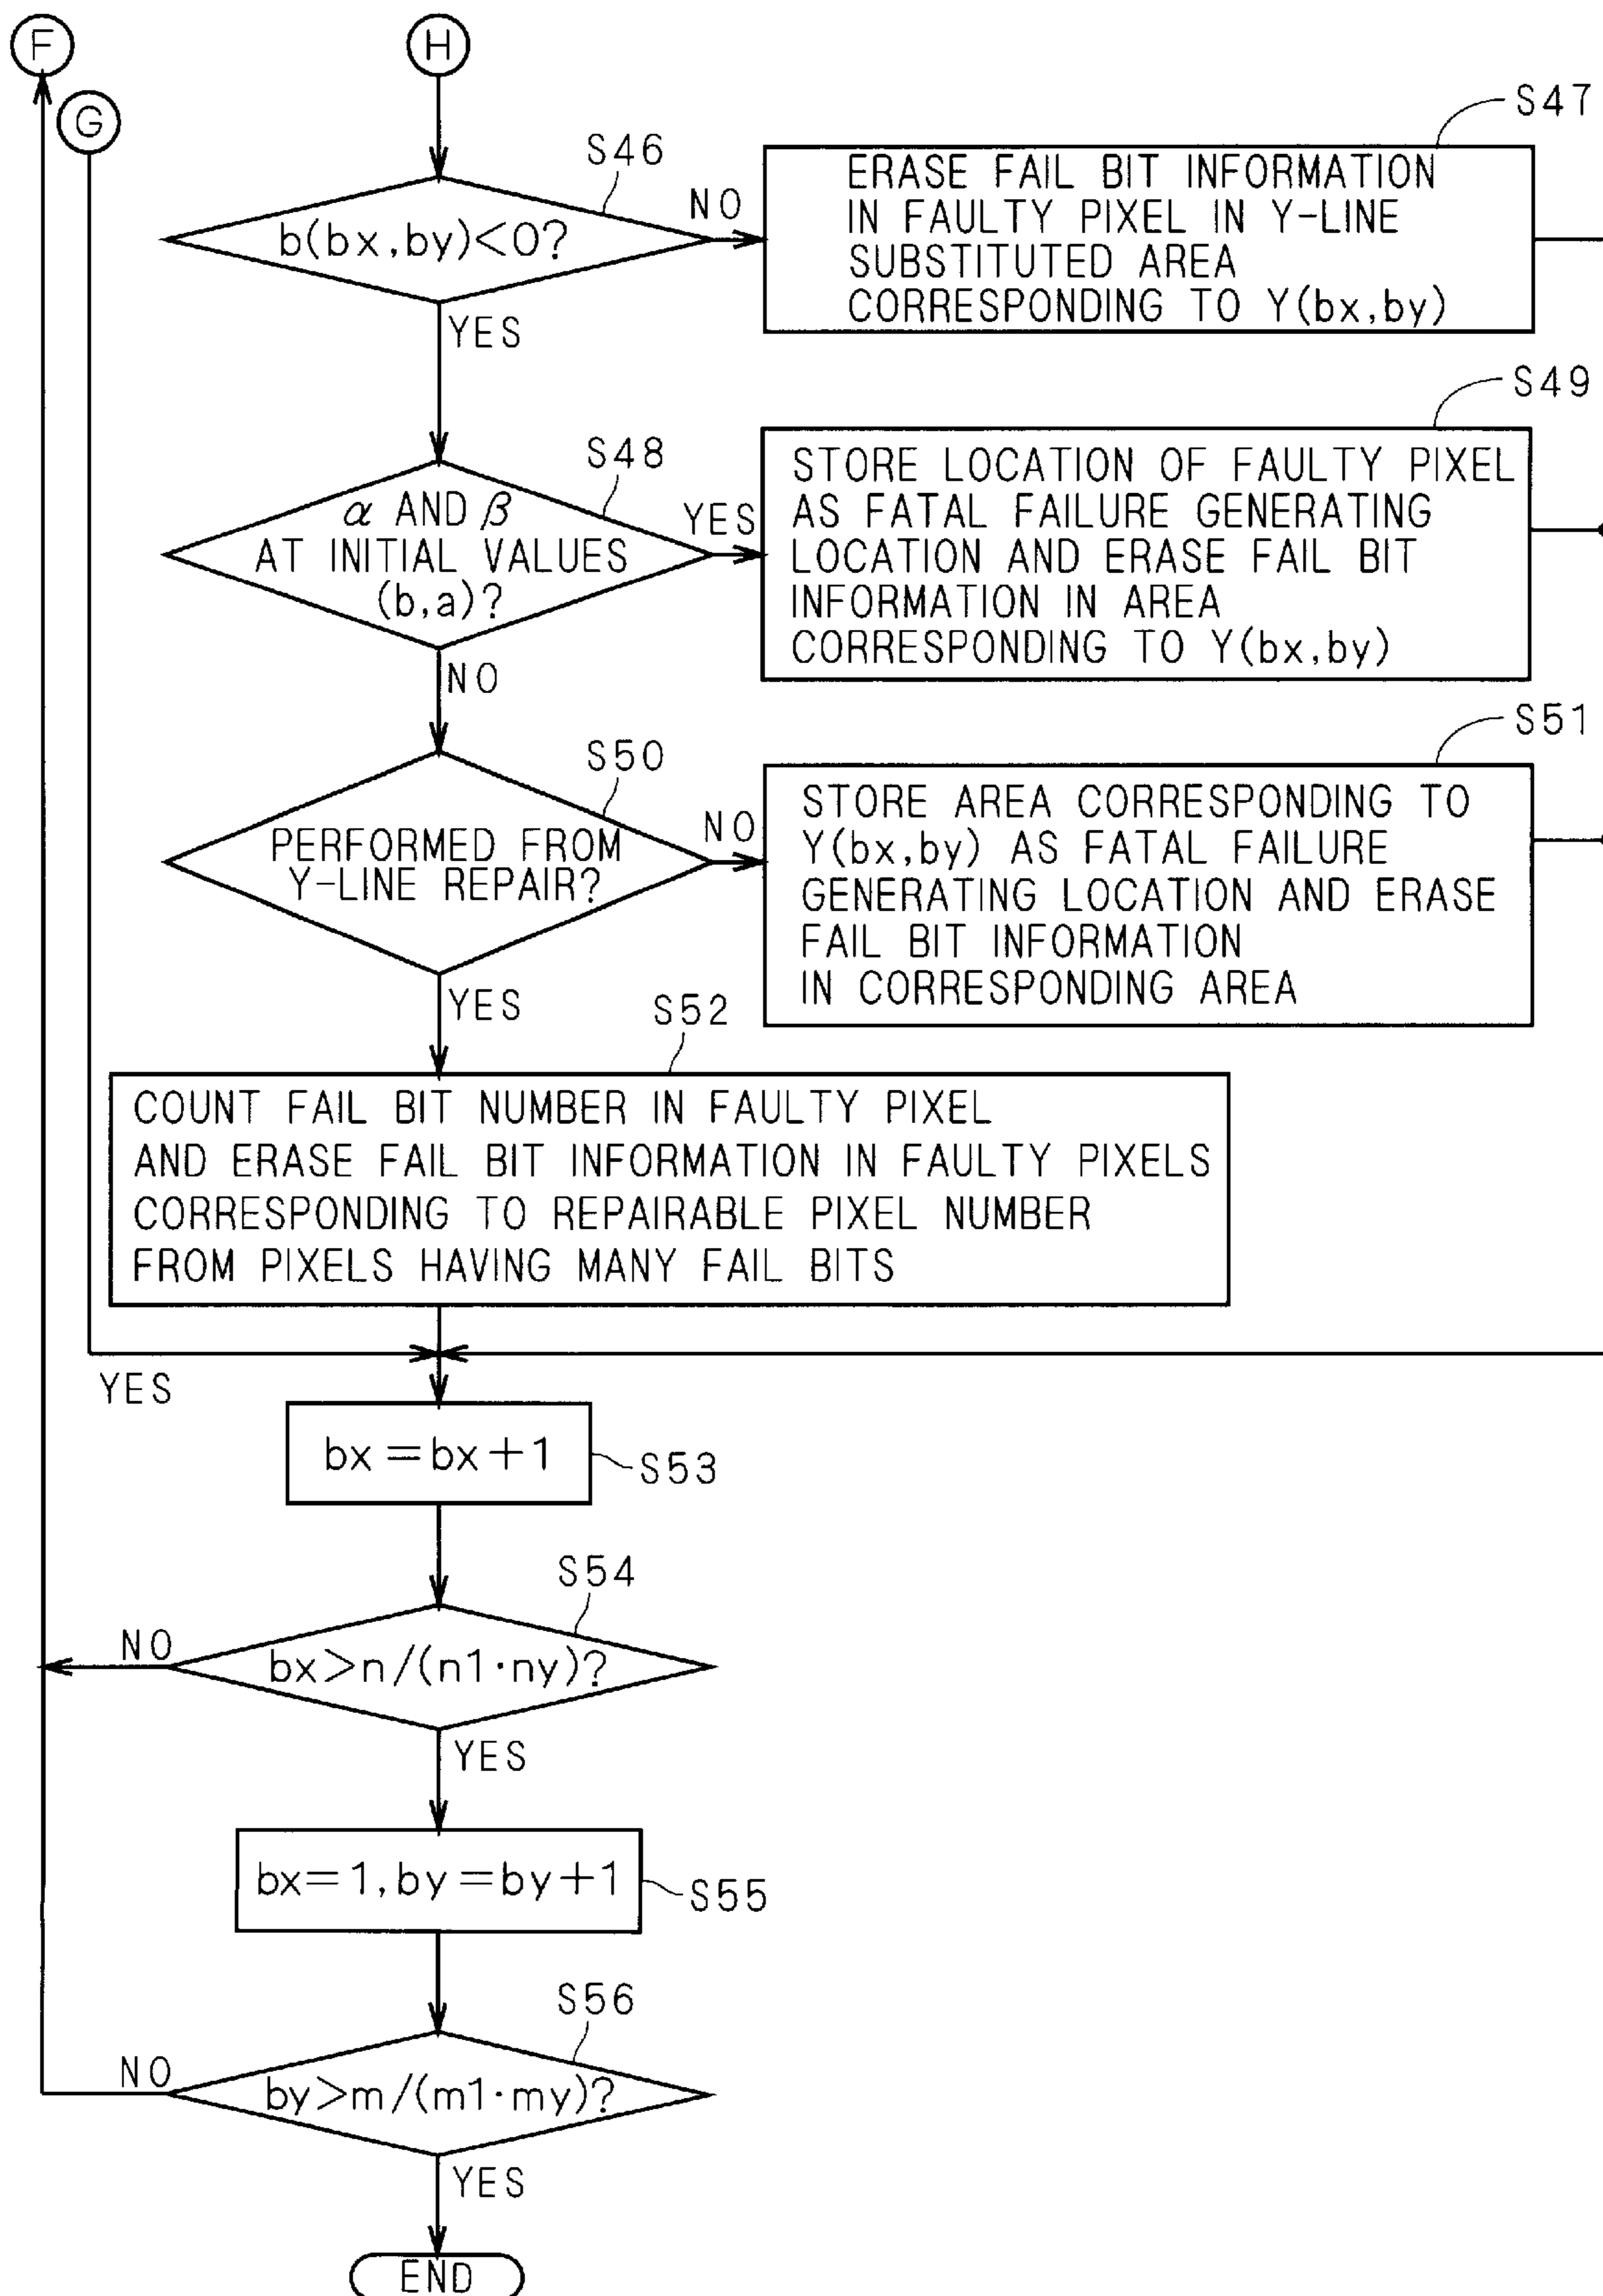 F
H
G
S46
b(bx,by)<0?
NO
YES
S47
ERASE FAIL BIT INFORMATION
IN FAULTY PIXEL IN Y-LINE
SUBSTITUTED AREA
CORRESPONDING TO Y(bx,by)
S48
α AND β
AT INITIAL VALUES
(b,a)?
YES
NO
S49
STORE LOCATION OF FAULTY PIXEL
AS FATAL FAILURE GENERATING
LOCATION AND ERASE FAIL BIT
INFORMATION IN AREA
CORRESPONDING TO Y(bx,by)
S50
PERFORMED FROM
Y-LINE REPAIR?
NO
YES
S51
STORE AREA CORRESPONDING TO
Y(bx,by) AS FATAL FAILURE
GENERATING LOCATION AND ERASE
FAIL BIT INFORMATION
IN CORRESPONDING AREA
S52
COUNT FAIL BIT NUMBER IN FAULTY PIXEL
AND ERASE FAIL BIT INFORMATION IN FAULTY PIXELS
CORRESPONDING TO REPAIRABLE PIXEL NUMBER
FROM PIXELS HAVING MANY FAIL BITS
YES
bx=bx+1
S53
S54
bx>n/(n1·ny)?
NO
YES
bx=1,by=by+1
S55
S56
by>m/(m1·my)?
NO
YES
END